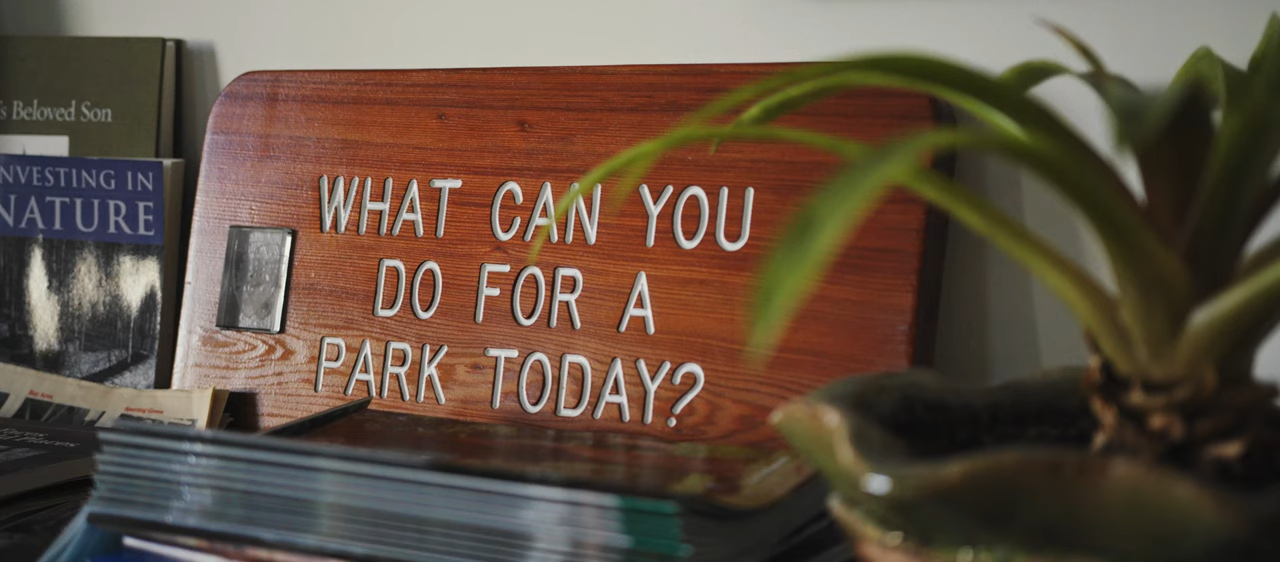 's Beloved Son
INVESTING IN
NATURE
WHAT CAN YOU
DO FOR A
PARK TODAY?